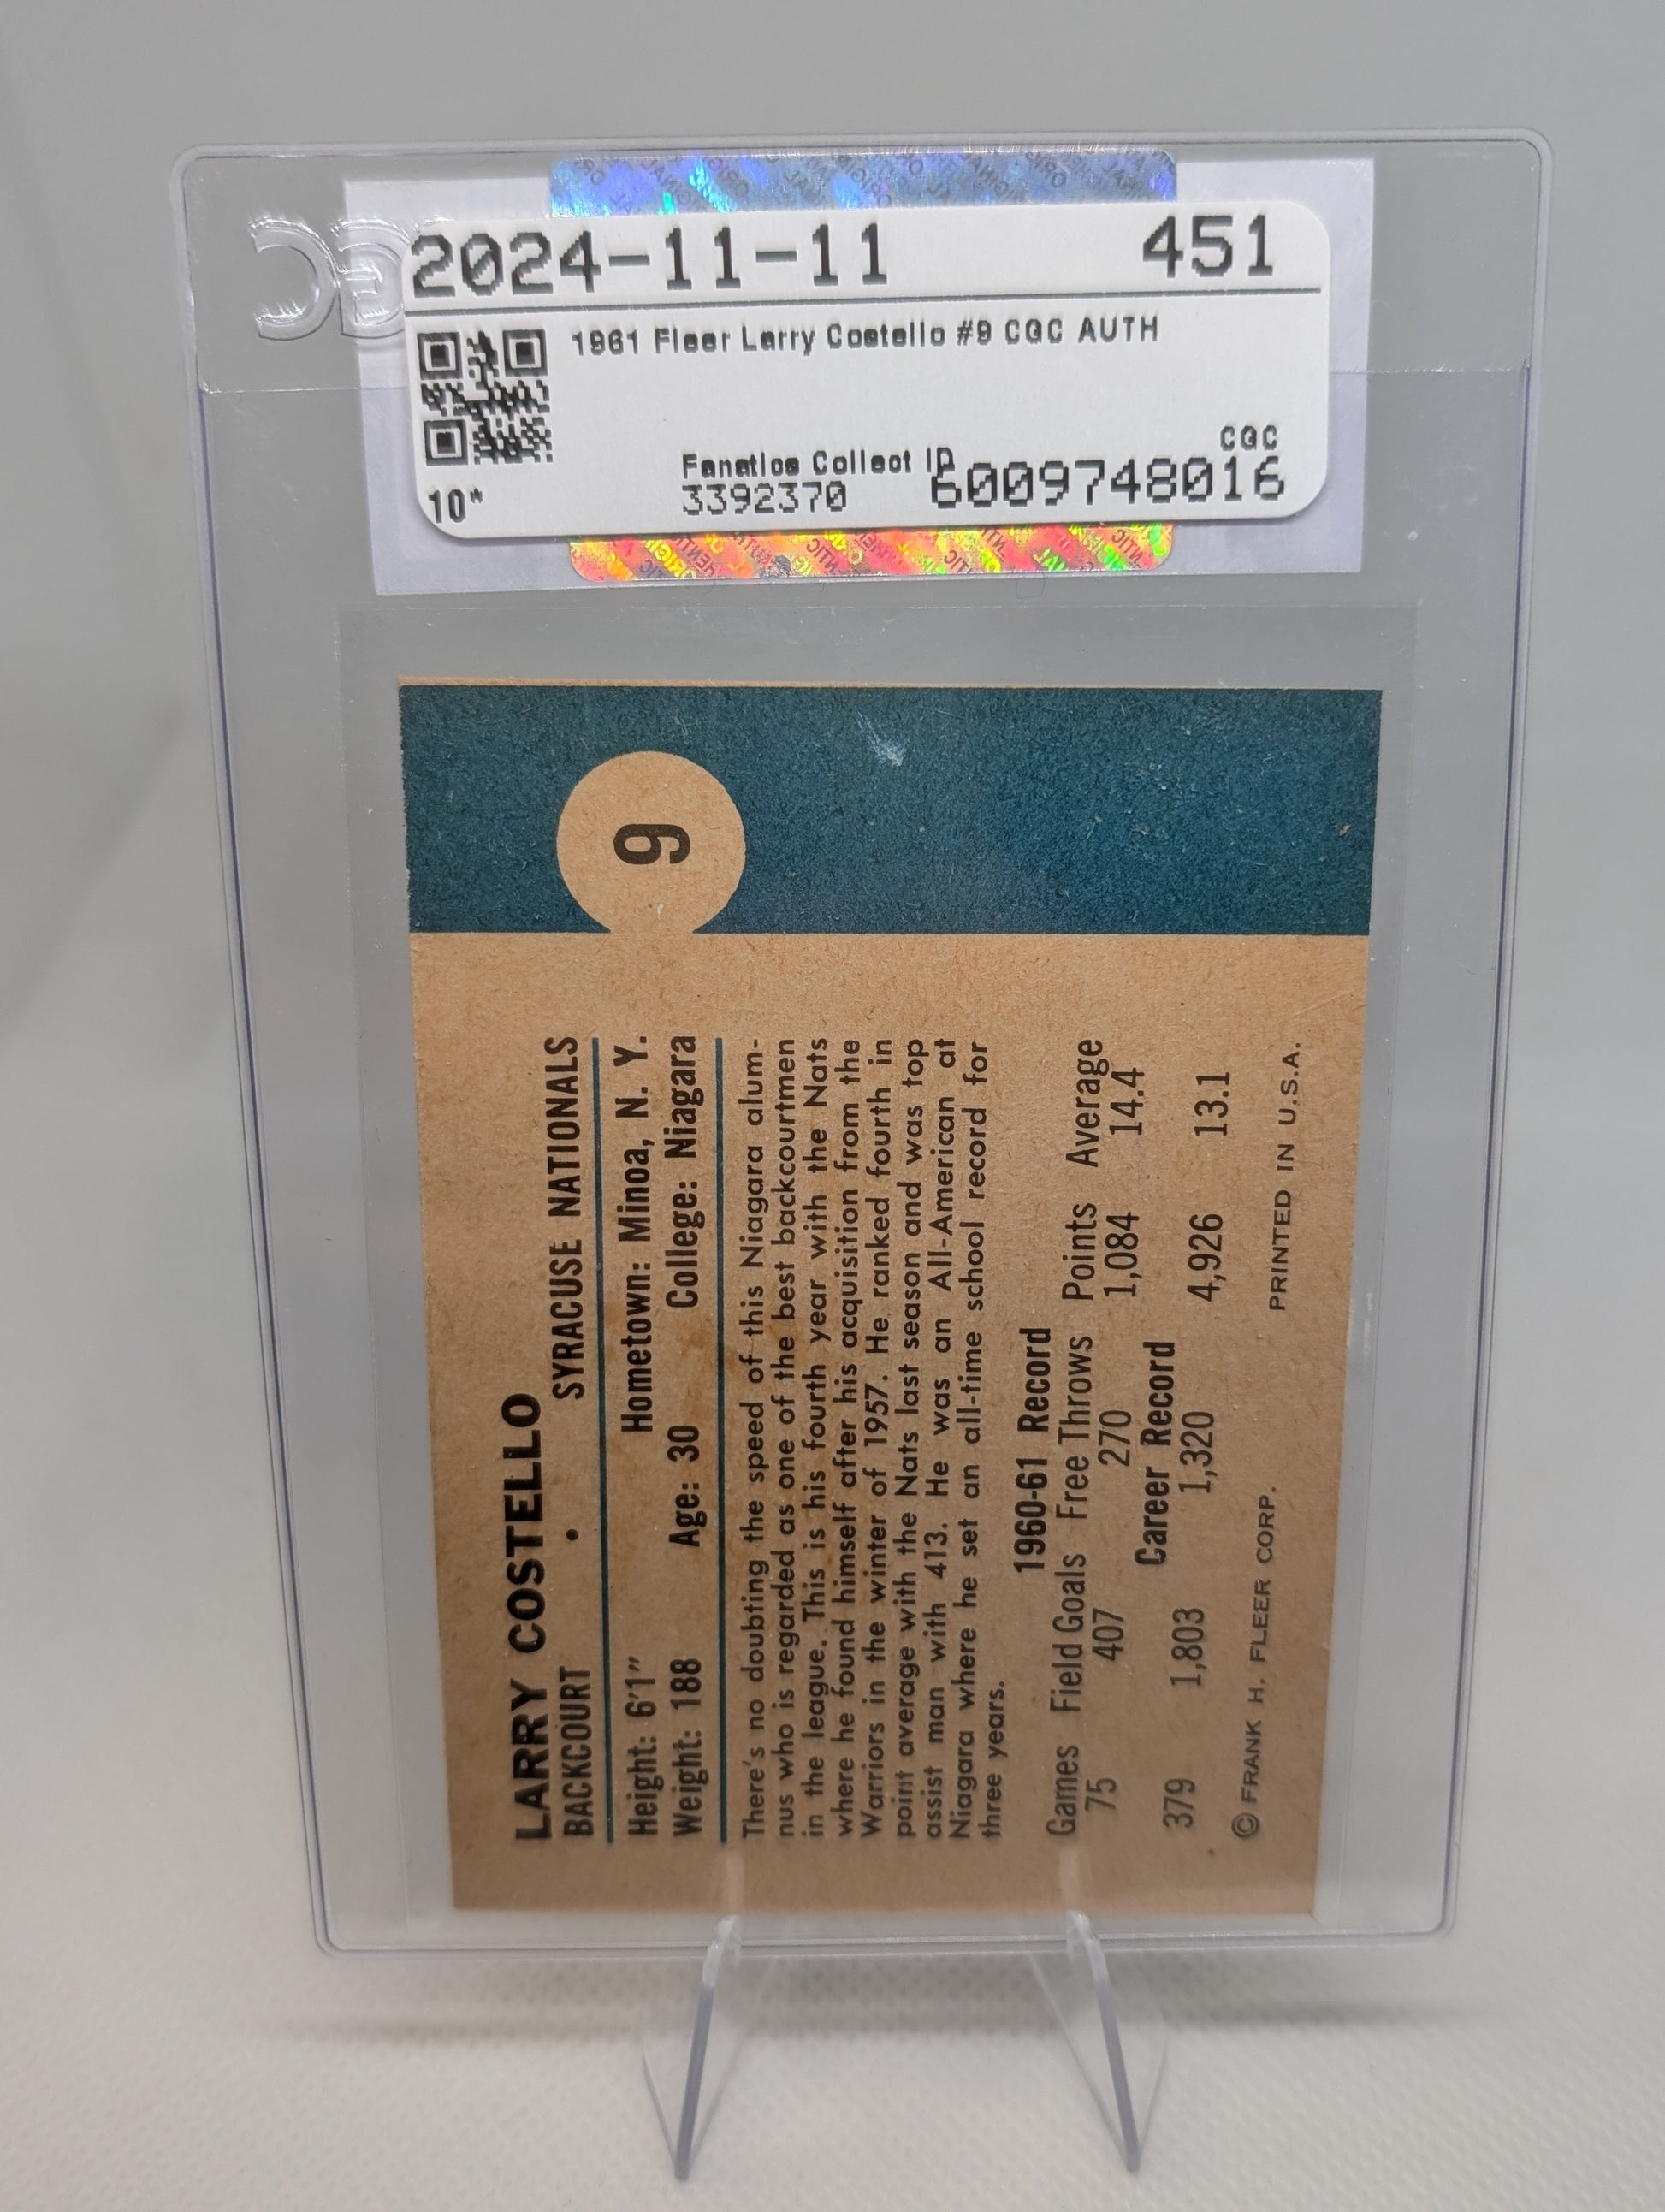 2024-11-11 451
1961 Fleer Larry Costello #9 CGC AUTH
CGC
Fanatics Collect ID
10* 3392370 6009748016
9
LARRY COSTELLO
BACKCOURT • SYRACUSE NATIONALS
Height: 6'1" Hometown: Minoa, N. Y.
Weight: 188 Age: 30 College: Niagara
There's no doubting the speed of this Niagara alum-
nus who is regarded as one of the best backcourtmen
in the league. This is his fourth year with the Nats
where he found himself after his acquisition from the
Warriors in the winter of 1957. He ranked fourth in
point average with the Nats last season and was top
assist man with 413. He was an All-American at
Niagara where he set an all-time school record for
three years.
1960-61 Record
Games Field Goals Free Throws Points Average
75 407 270 1,084 14.4
Career Record
379 1,803 1,320 4,926 13.1
© FRANK H. FLEER CORP. PRINTED IN U.S.A.